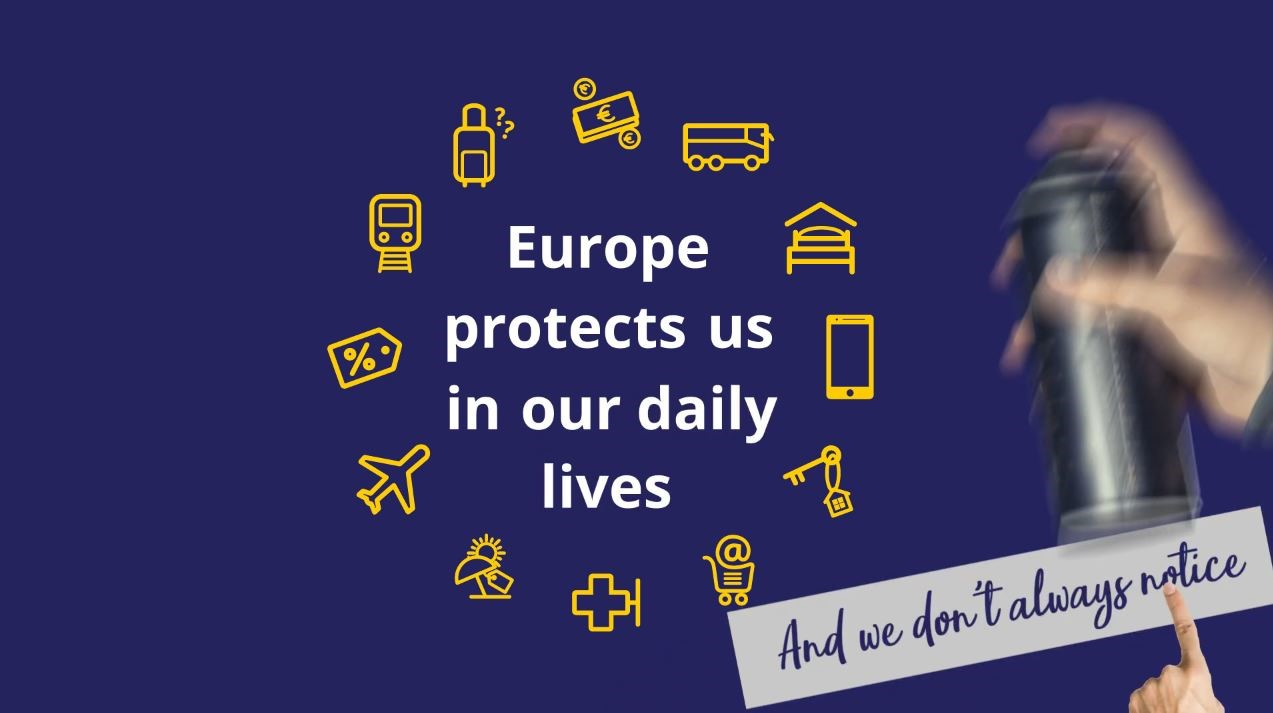 Europe
protects us
in our daily
lives
And we don't always notice